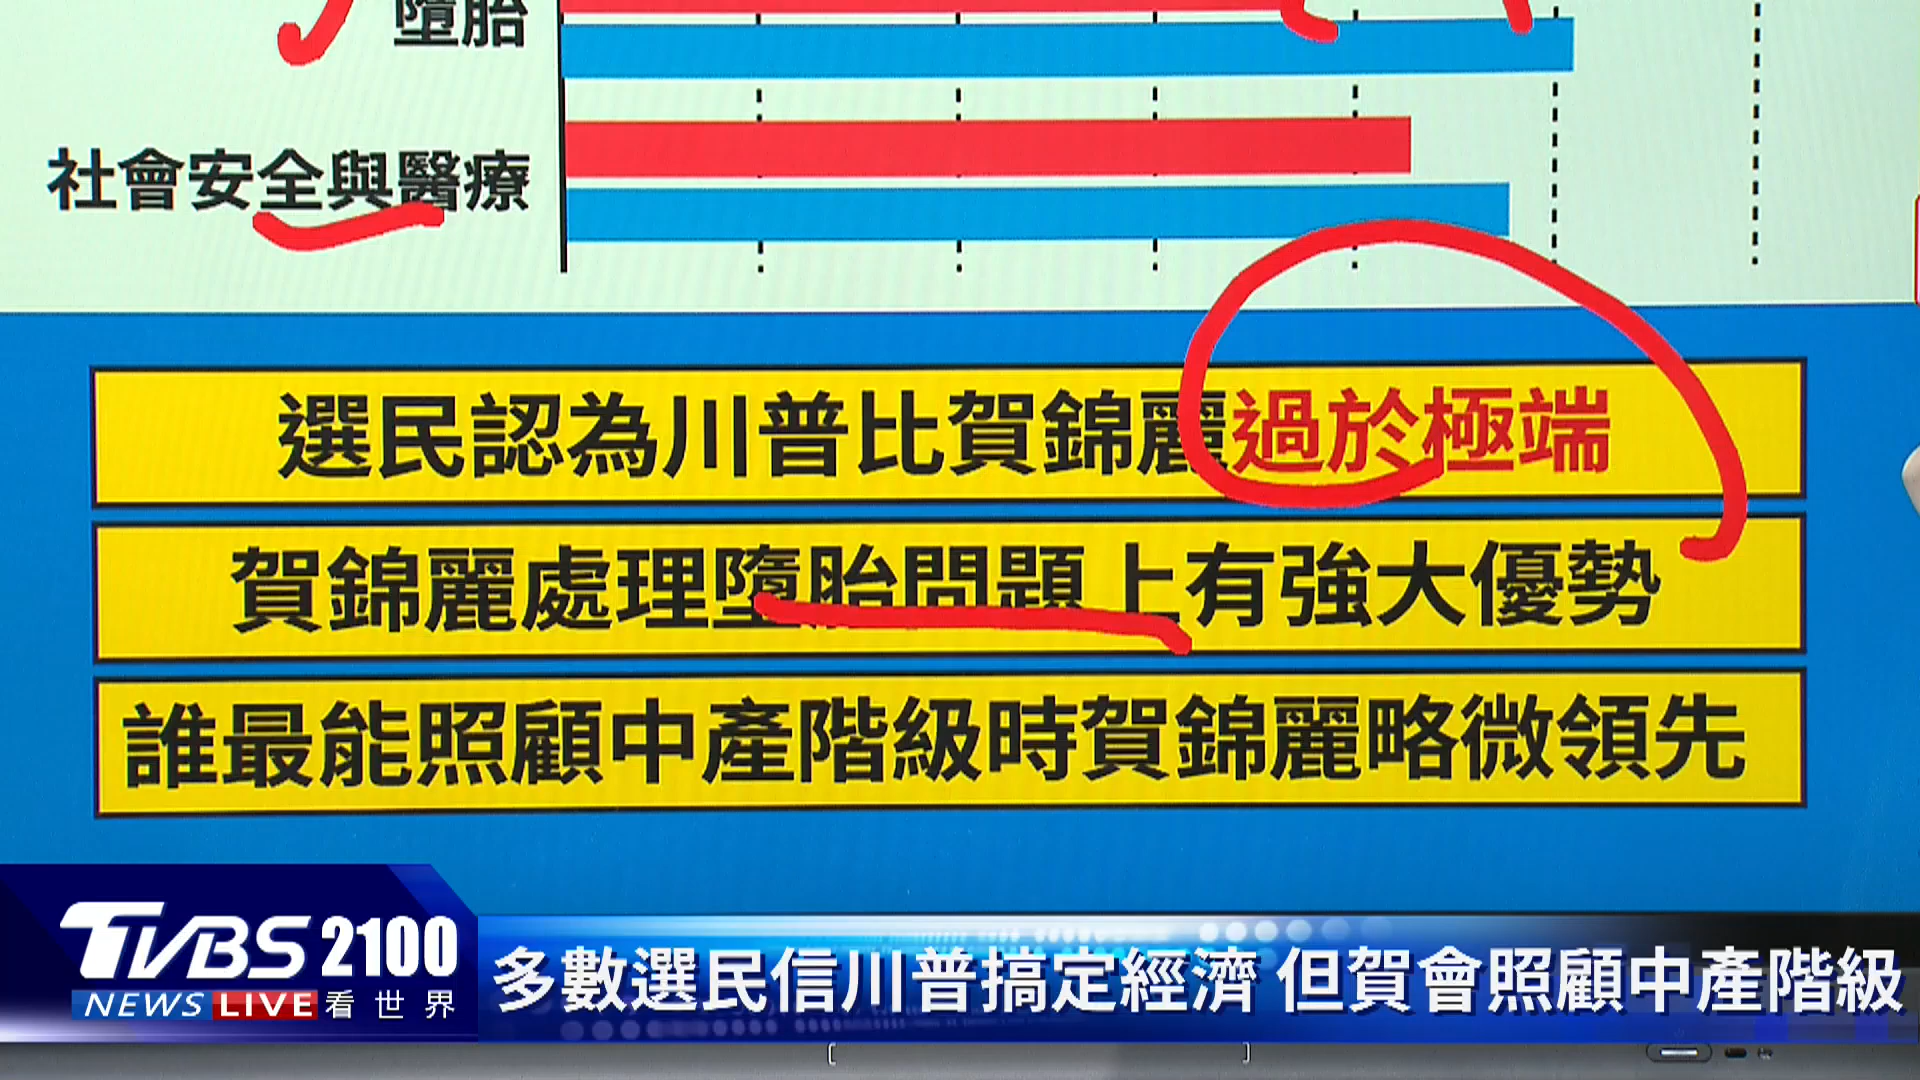 墮胎
社會安全與醫療
選民認為川普比賀錦麗過於極端
賀錦麗處理墮胎問題上有強大優勢
誰最能照顧中產階級時賀錦麗略微領先
TVBS 2100
NEWS LIVE 看世界
多數選民信川普搞定經濟 但賀會照顧中產階級